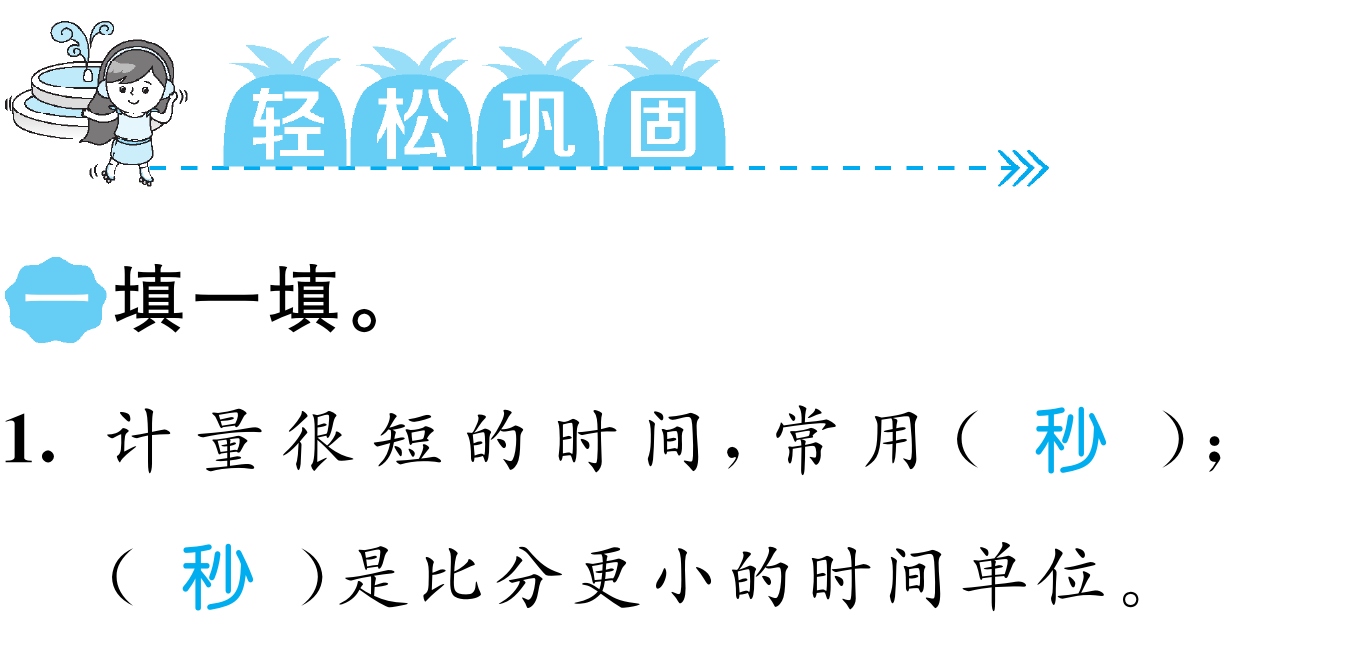 轻松巩固
一 填一填。
1. 计量很短的时间,常用( 秒 );
( 秒 )是比分更小的时间单位。